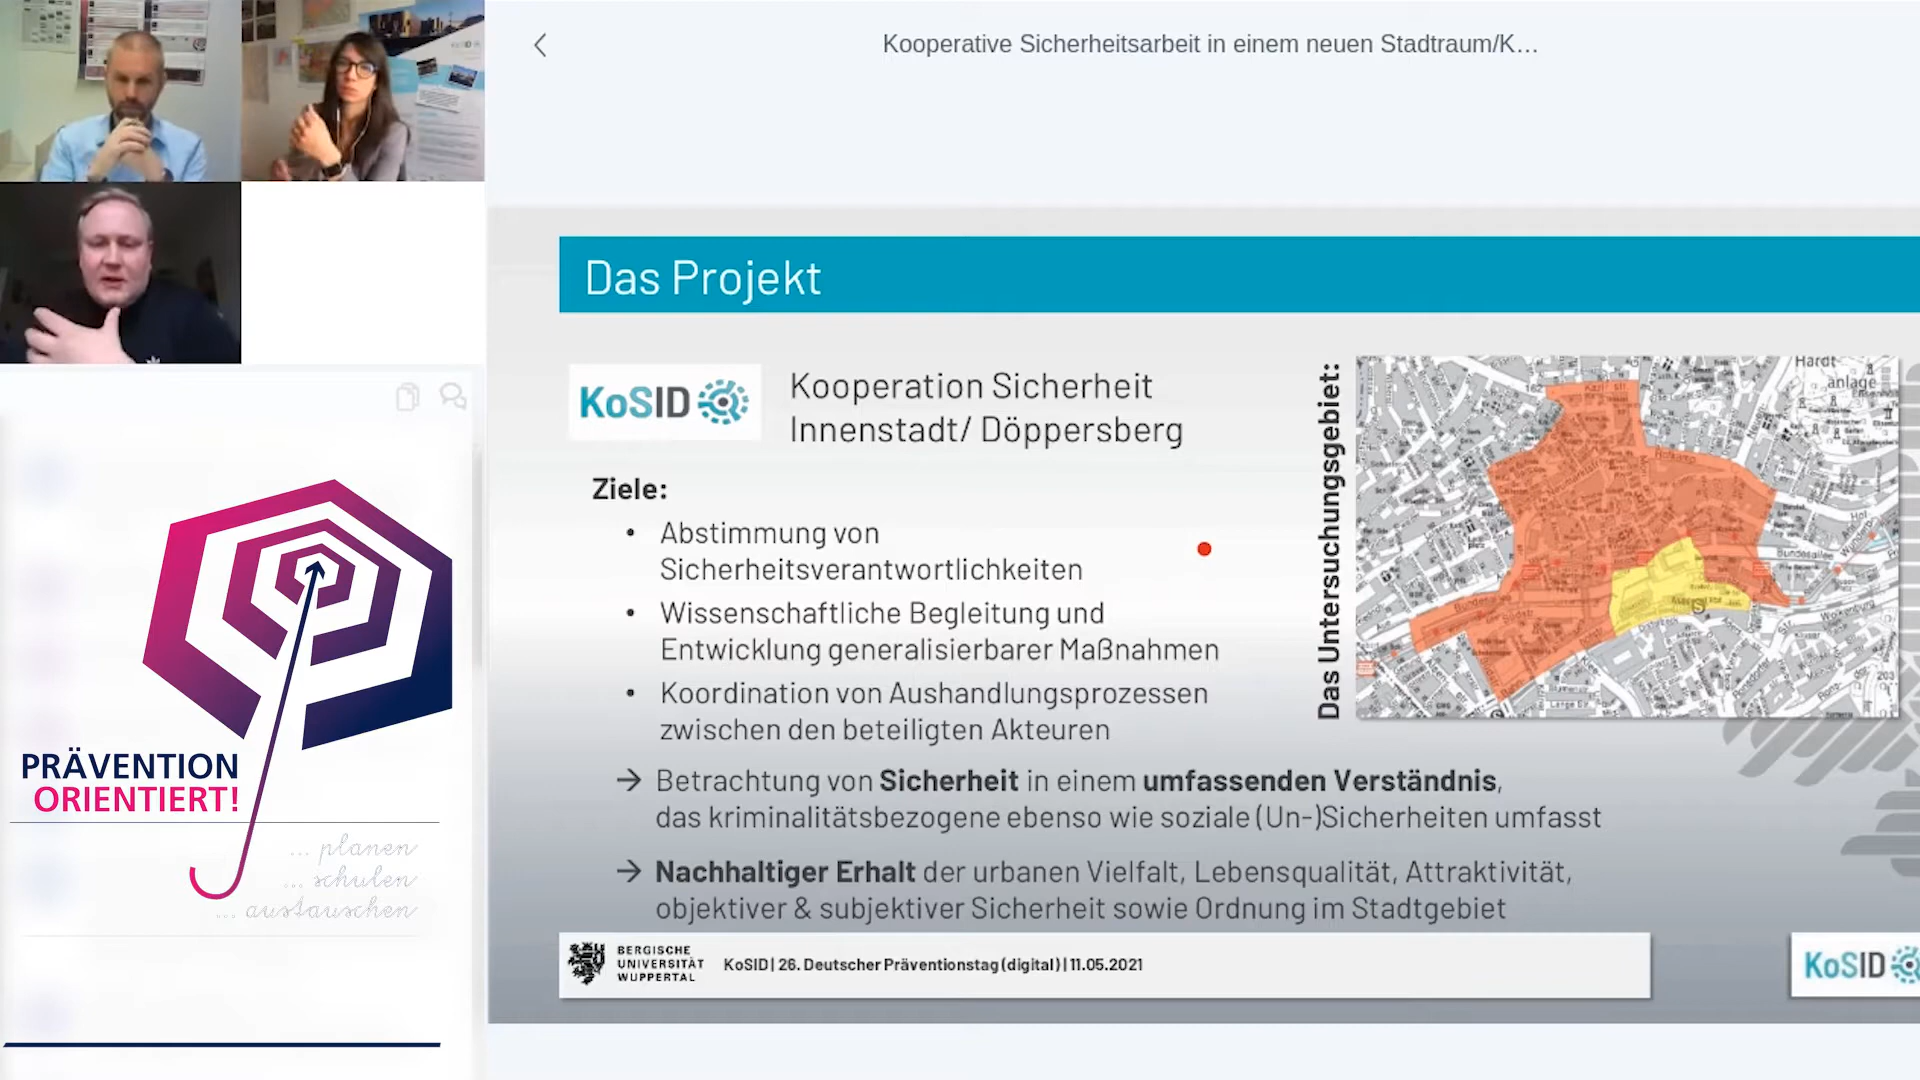 Kooperative Sicherheitsarbeit in einem neuen Stadtraum/K...
Das Projekt
KoSID
Kooperation Sicherheit
Innenstadt/ Döppersberg
Ziele:
• Abstimmung von
Sicherheitsverantwortlichkeiten
• Wissenschaftliche Begleitung und
Entwicklung generalisierbarer Maßnahmen
• Koordination von Aushandlungsprozessen
zwischen den beteiligten Akteuren
→ Betrachtung von Sicherheit in einem umfassenden Verständnis,
das kriminalitätsbezogene ebenso wie soziale (Un-)Sicherheiten umfasst
→ Nachhaltiger Erhalt der urbanen Vielfalt, Lebensqualität, Attraktivität,
objektiver & subjektiver Sicherheit sowie Ordnung im Stadtgebiet
Das Untersuchungsgebiet:
Hardt
anlage
162
Hofkamp
Bundesallee
203
BERGISCHE
UNIVERSITÄT
WUPPERTAL
KoSID | 26. Deutscher Präventionstag (digital) | 11.05.2021
KoSID
PRÄVENTION
ORIENTIERT!
... planen
... schulen
... austauschen